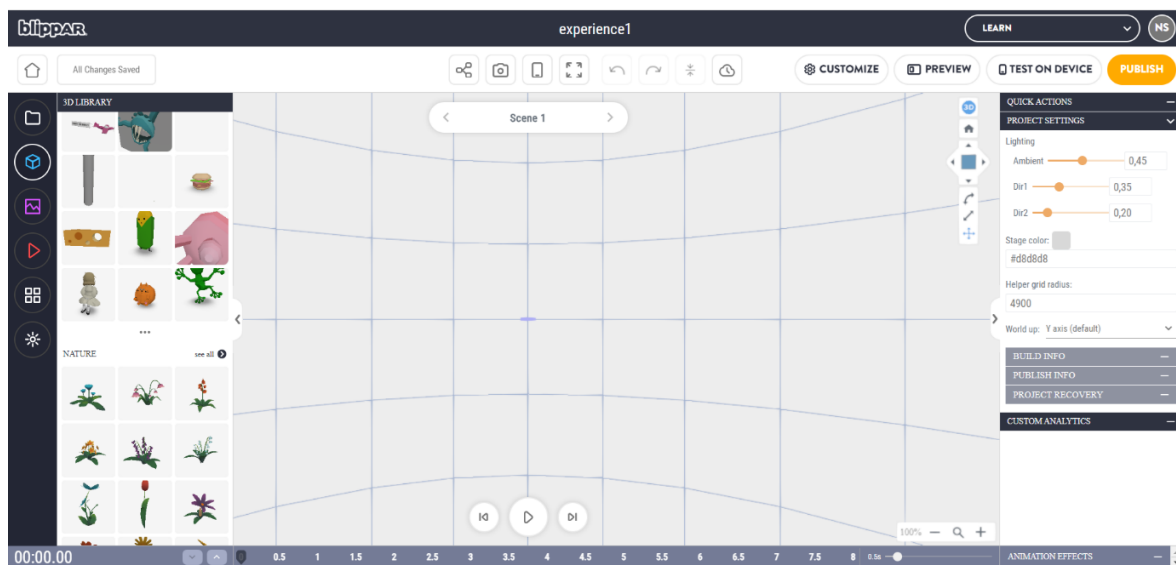 blippar
experience1
LEARN
NS
All Changes Saved
CUSTOMIZE
PREVIEW
TEST ON DEVICE
PUBLISH
3D LIBRARY
Scene 1
3D
QUICK ACTIONS
PROJECT SETTINGS
Lighting
Ambient 0,45
Dir1 0,35
Dir2 0,20
Stage color:
#d8d8d8
Helper grid radius:
4900
World up: Y axis (default)
BUILD INFO
PUBLISH INFO
PROJECT RECOVERY
CUSTOM ANALYTICS
...
NATURE see all
100%
00:00.00 0.5 1 1.5 2 2.5 3 3.5 4 4.5 5 5.5 6 6.5 7 7.5 8 0.5s
ANIMATION EFFECTS